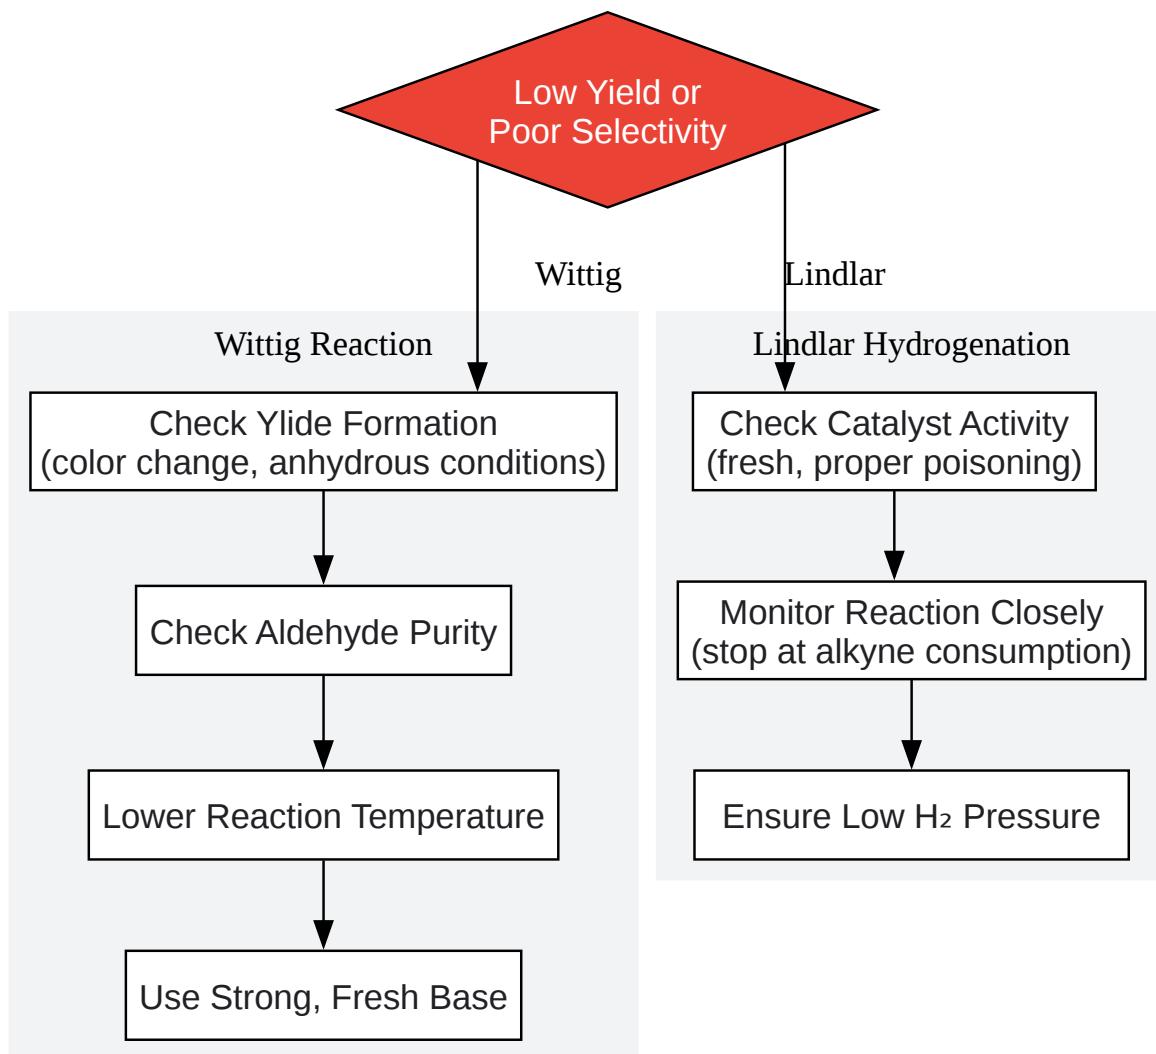 Low Yield or
Poor Selectivity
Wittig
Lindlar
Wittig Reaction
Check Ylide Formation
(color change, anhydrous conditions)
Check Aldehyde Purity
Lower Reaction Temperature
Use Strong, Fresh Base
Lindlar Hydrogenation
Check Catalyst Activity
(fresh, proper poisoning)
Monitor Reaction Closely
(stop at alkyne consumption)
Ensure Low H₂ Pressure